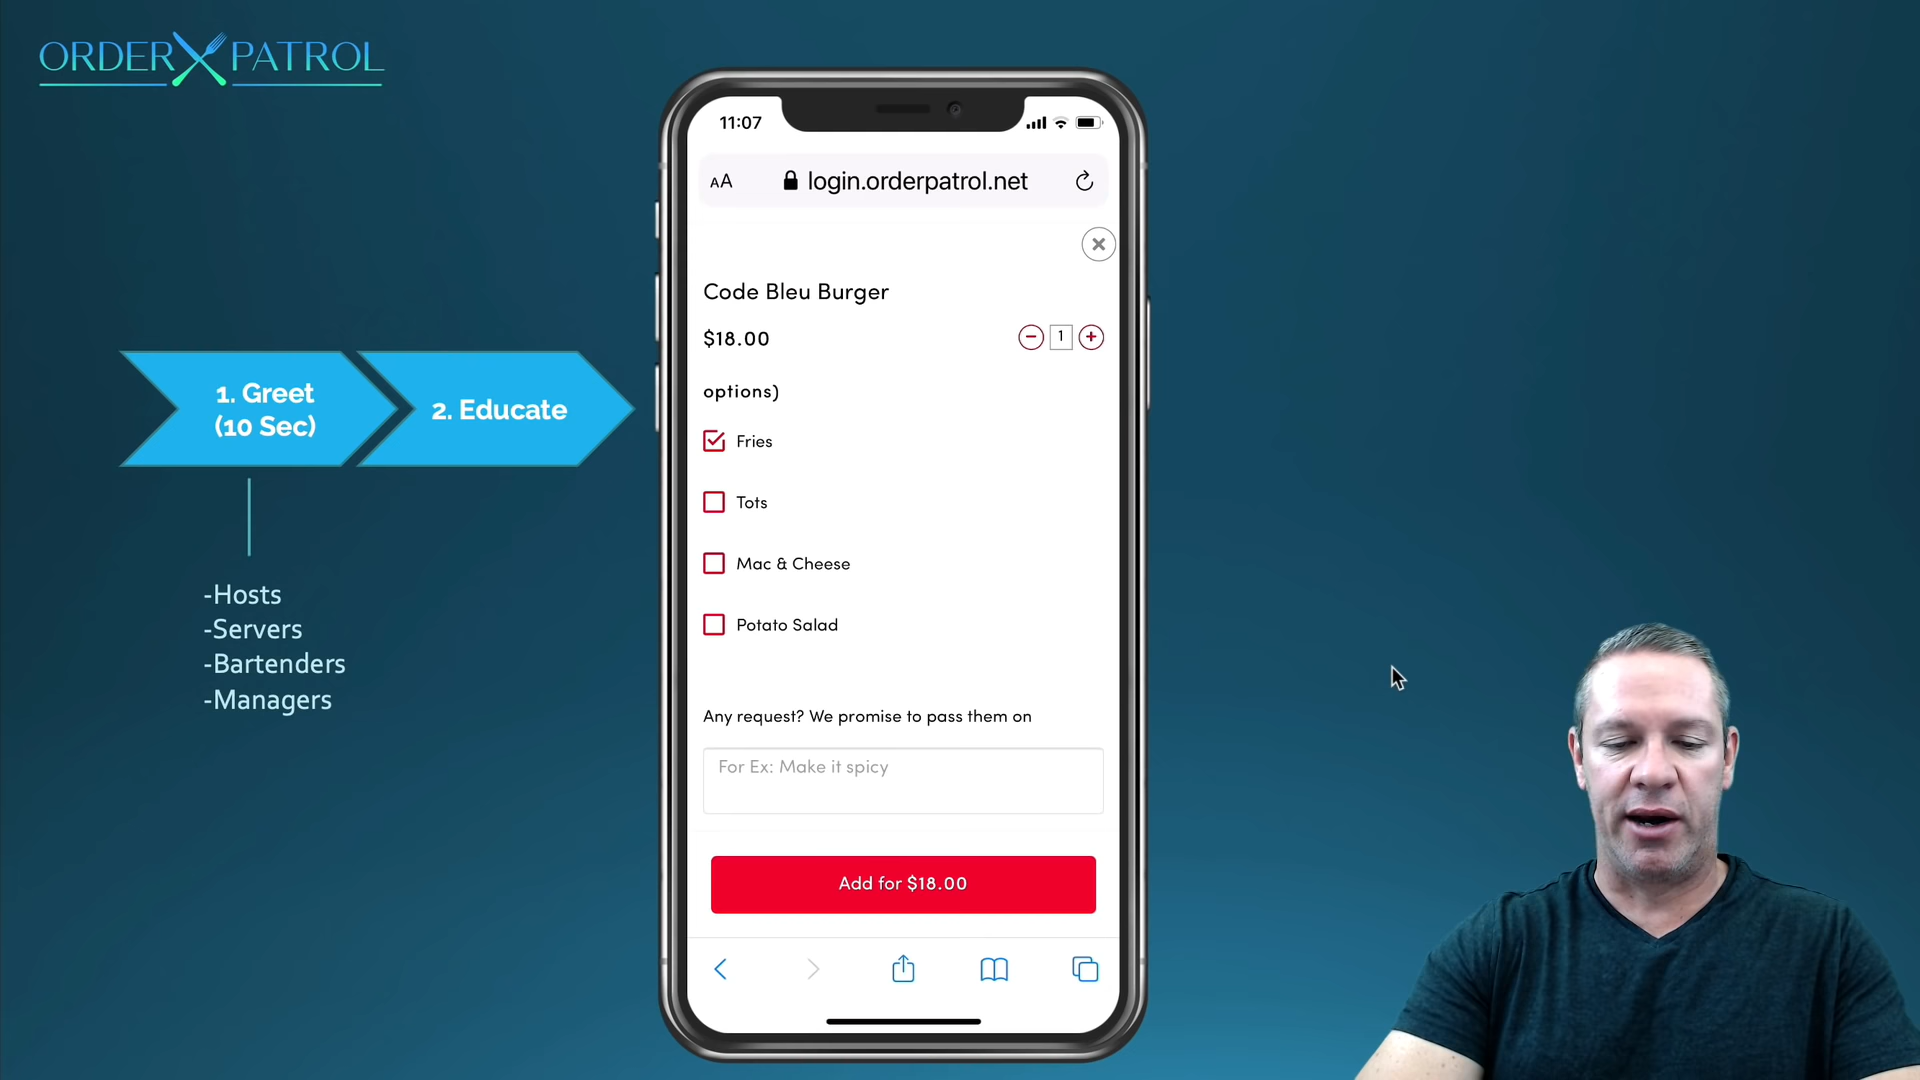 ORDER PATROL
11:07
AA login.orderpatrol.net
Code Bleu Burger
$18.00
1
options)
Fries
Tots
Mac & Cheese
Potato Salad
Any request? We promise to pass them on
For Ex: Make it spicy
Add for $18.00
1. Greet
(10 Sec)
2. Educate
-Hosts
-Servers
-Bartenders
-Managers